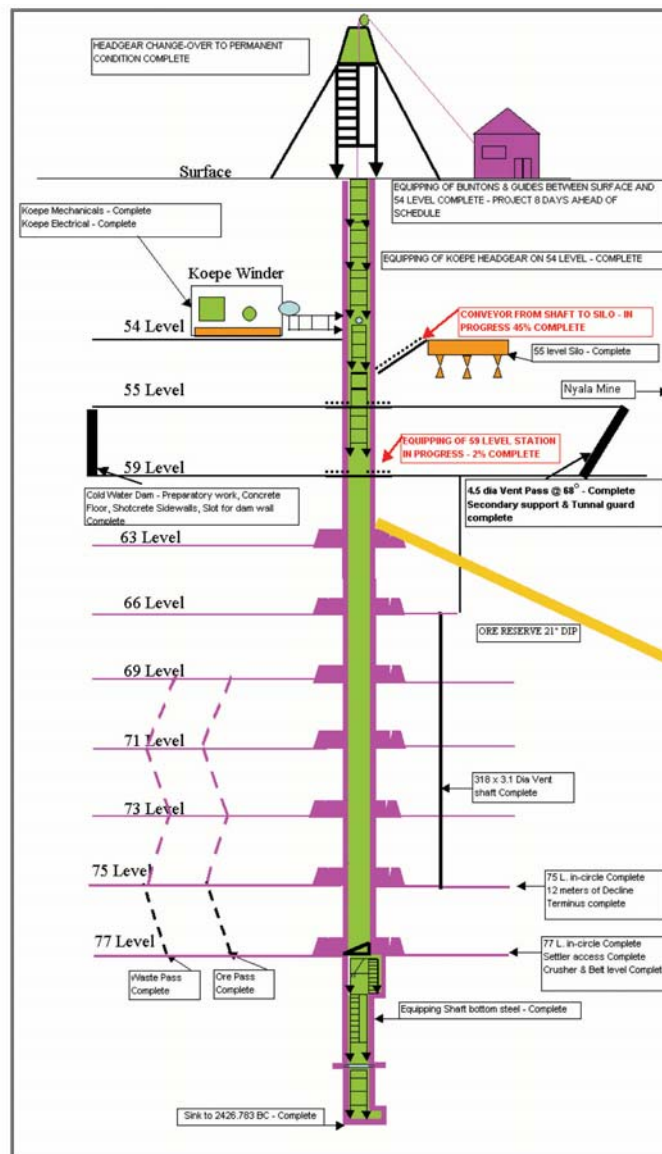 HEADGEAR CHANGE-OVER TO PERMANENT
CONDITION COMPLETE
Surface
EQUIPPING OF BUNTONS & GUIDES BETWEEN SURFACE AND
54 LEVEL COMPLETE - PROJECT 8 DAYS AHEAD OF
SCHEDULE
Koepe Mechanicals - Complete
Koepe Electrical - Complete
EQUIPPING OF KOEPE HEADGEAR ON 54 LEVEL - COMPLETE
Koepe Winder
CONVEYOR FROM SHAFT TO SILO - IN
PROGRESS 45% COMPLETE
54 Level
55 level Silo - Complete
55 Level
Nyala Mine
EQUIPPING OF 59 LEVEL STATION
IN PROGRESS - 2% COMPLETE
59 Level
Cold Water Dam - Preparatory work, Concrete
Floor, Shotcrete Sidewalls, Slot for dam wall
Complete
4.5 dia Vent Pass @ 68° - Complete
Secondary support & Tunnal guard
complete
63 Level
66 Level
ORE RESERVE 21° DIP
69 Level
71 Level
318 x 3.1 Dia Vent
shaft Complete
73 Level
75 Level
75 L. in-circle Complete
12 meters of Decline
Terminus complete
77 Level
77 L. in-circle Complete
Settler access Complete
Crusher & Belt level Complet
Waste Pass
Complete
Ore Pass
Complete
Equipping Shaft bottom steel - Complete
Sink to 2426.783 BC - Complete